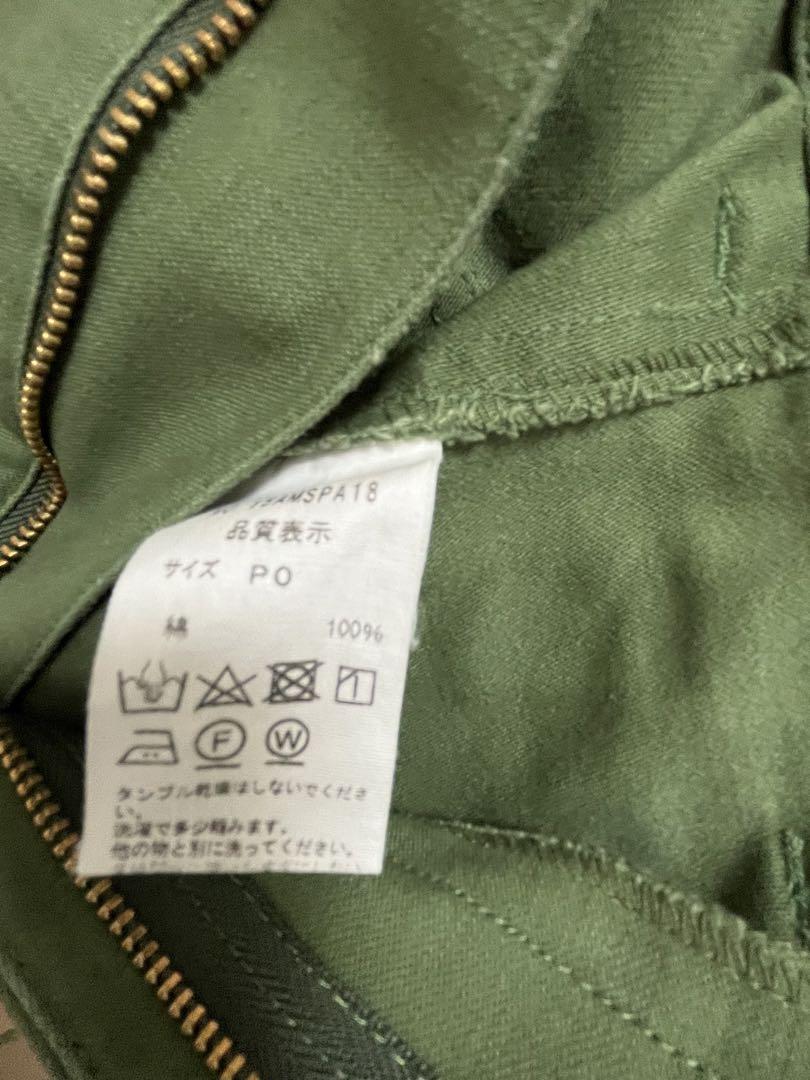 AMSPA18
品質表示
サイズ PO
綿 100%
F W
タンブル乾燥はしないでくださ
い。
洗濯で多少縮みます。
他の物と別に洗ってください。